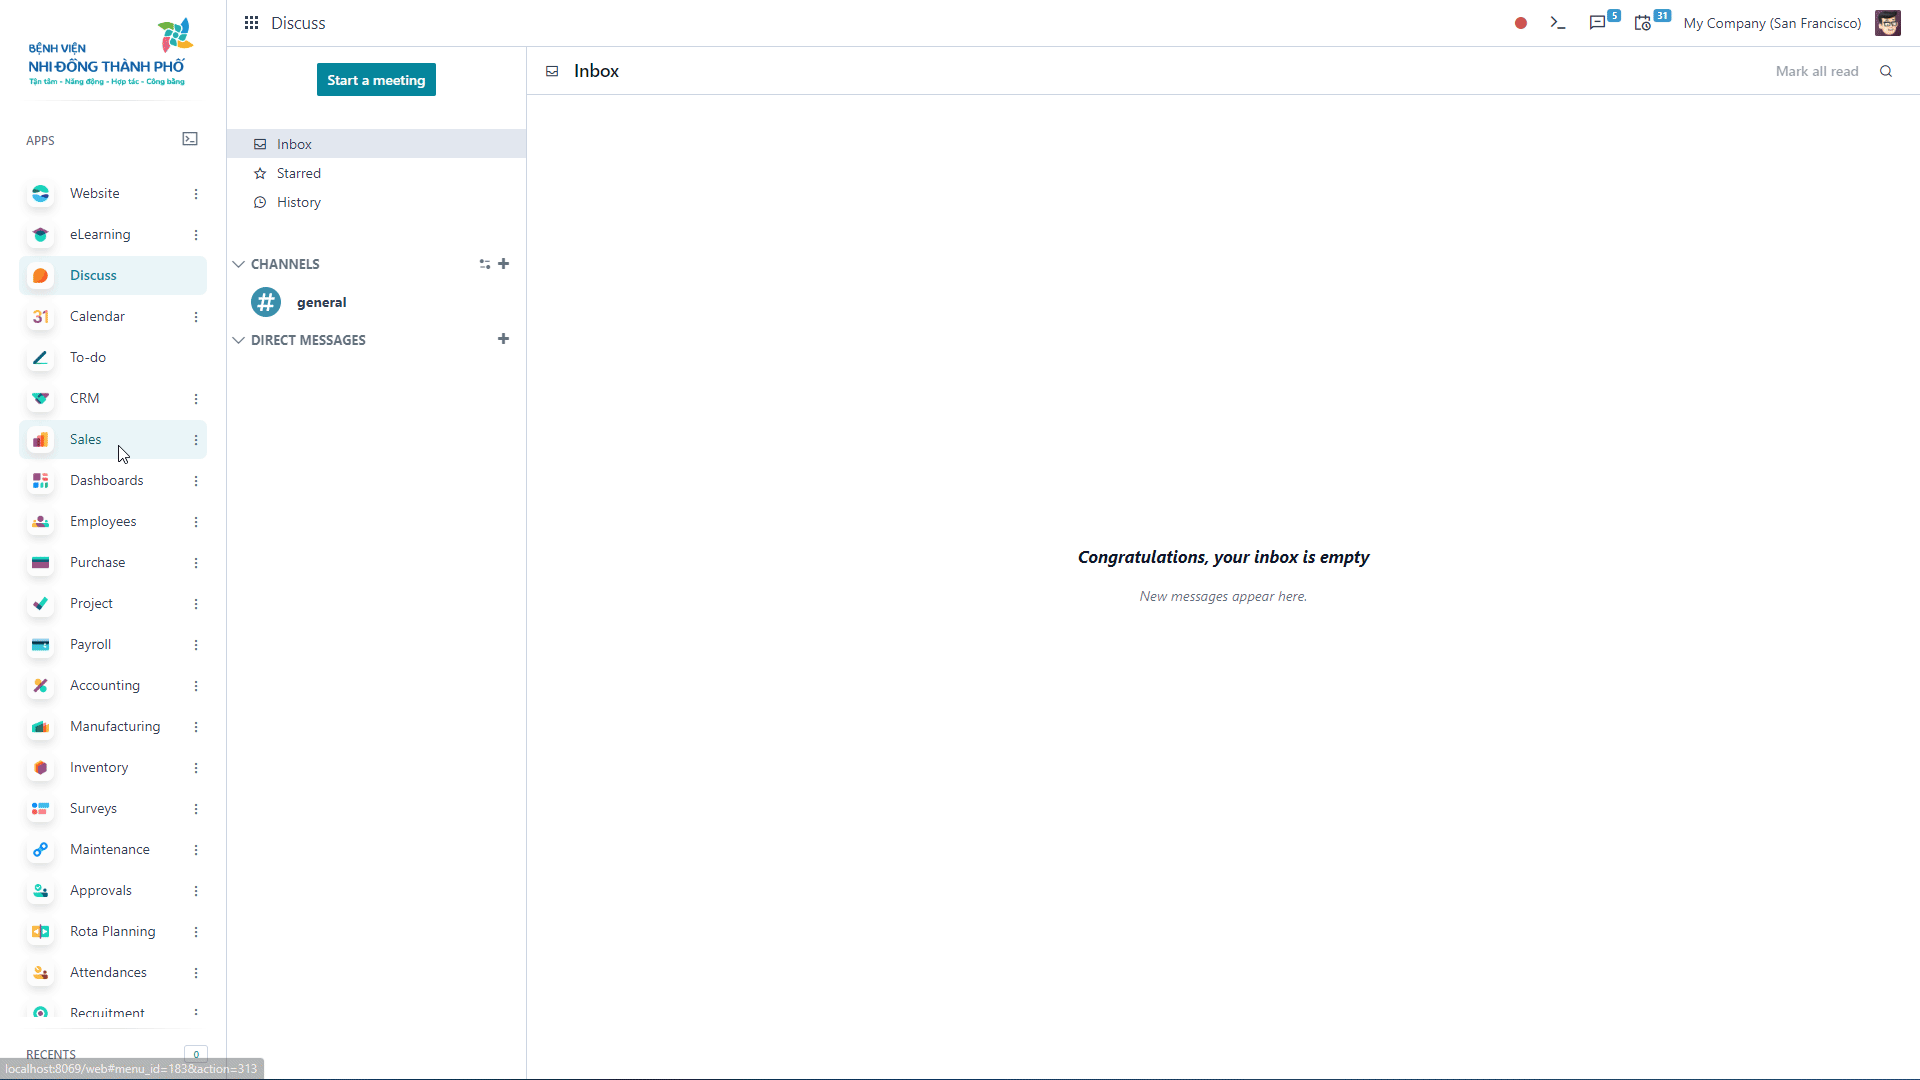 BỆNH VIỆN
NHI ĐỒNG THÀNH PHỐ
Tận tâm - Năng động - Hợp tác - Công bằng
APPS
Website
eLearning
Discuss
31
Calendar
To-do
CRM
Sales
Dashboards
Employees
Purchase
Project
Payroll
Accounting
Manufacturing
Inventory
Surveys
Maintenance
Approvals
Rota Planning
Attendances
Recruitment
RECENTS
0
localhost:8069/web#menu_id=183&action=313
Discuss
5
31
My Company (San Francisco)
Start a meeting
Inbox
Starred
History
CHANNELS
general
DIRECT MESSAGES
Inbox
Mark all read
Congratulations, your inbox is empty
New messages appear here.